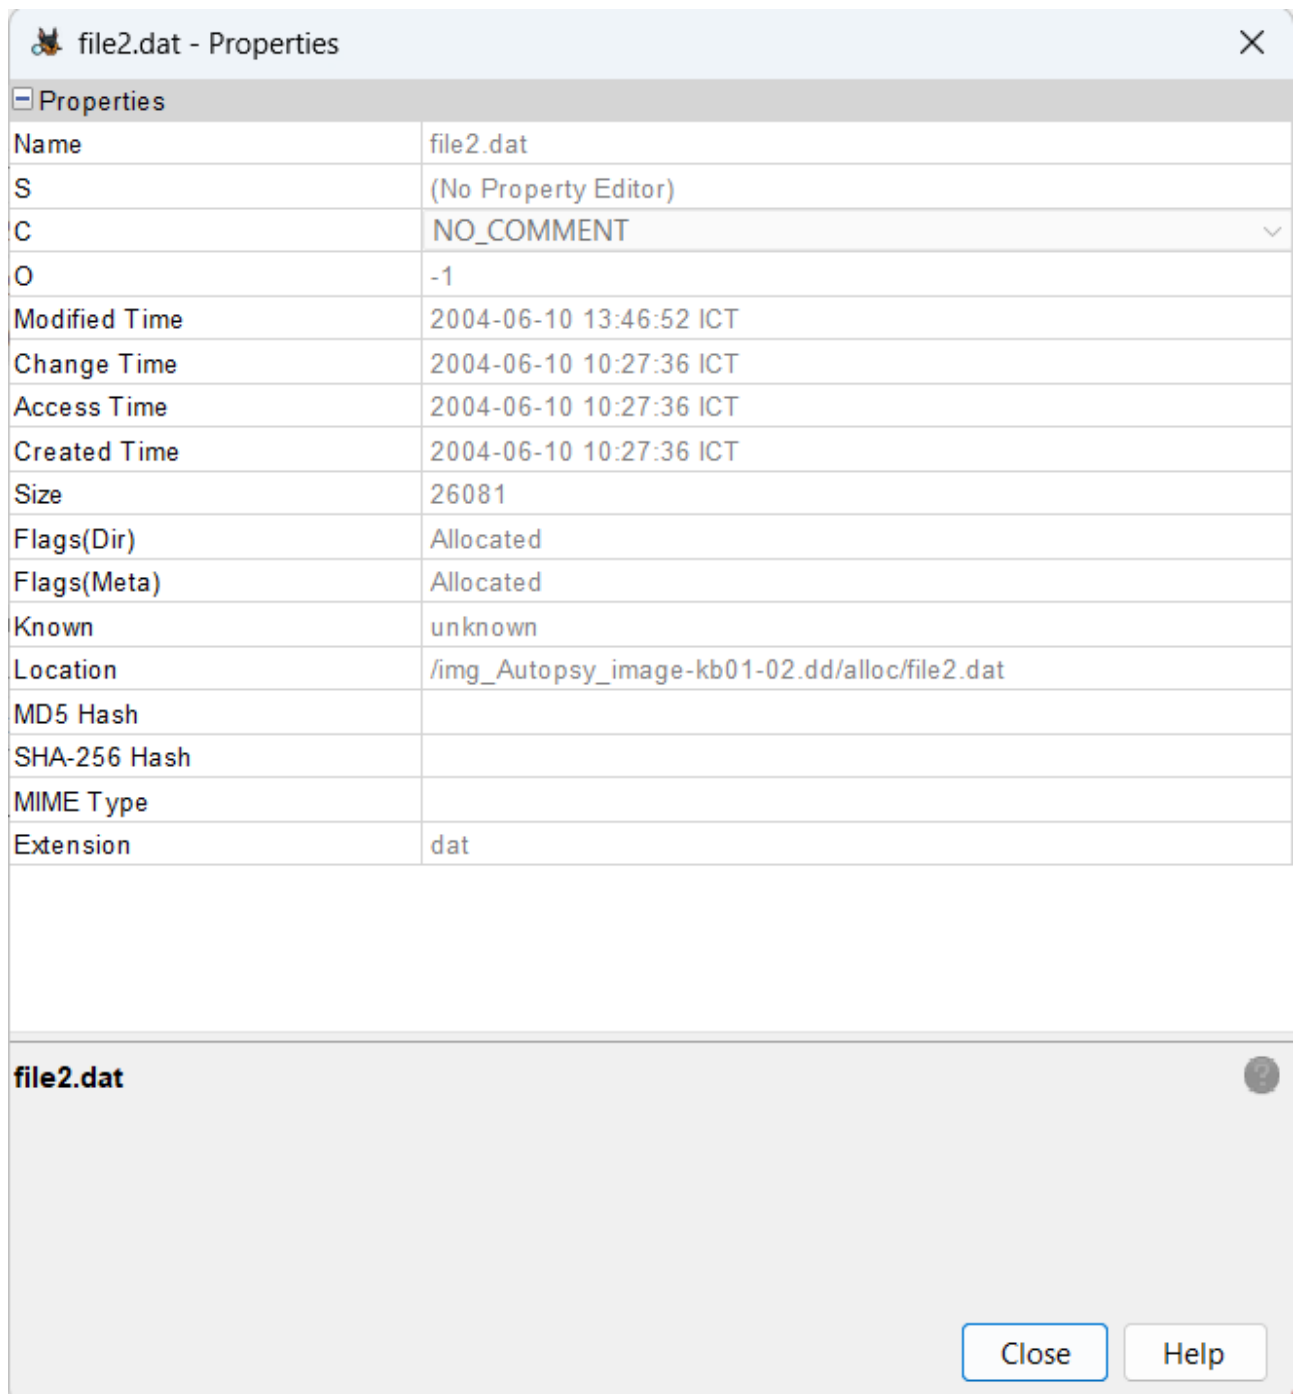 file2.dat - Properties
Properties
Name file2.dat
S (No Property Editor)
C NO_COMMENT
O -1
Modified Time 2004-06-10 13:46:52 ICT
Change Time 2004-06-10 10:27:36 ICT
Access Time 2004-06-10 10:27:36 ICT
Created Time 2004-06-10 10:27:36 ICT
Size 26081
Flags(Dir) Allocated
Flags(Meta) Allocated
Known unknown
Location /img_Autopsy_image-kb01-02.dd/alloc/file2.dat
MD5 Hash
SHA-256 Hash
MIME Type
Extension dat
file2.dat
Close Help